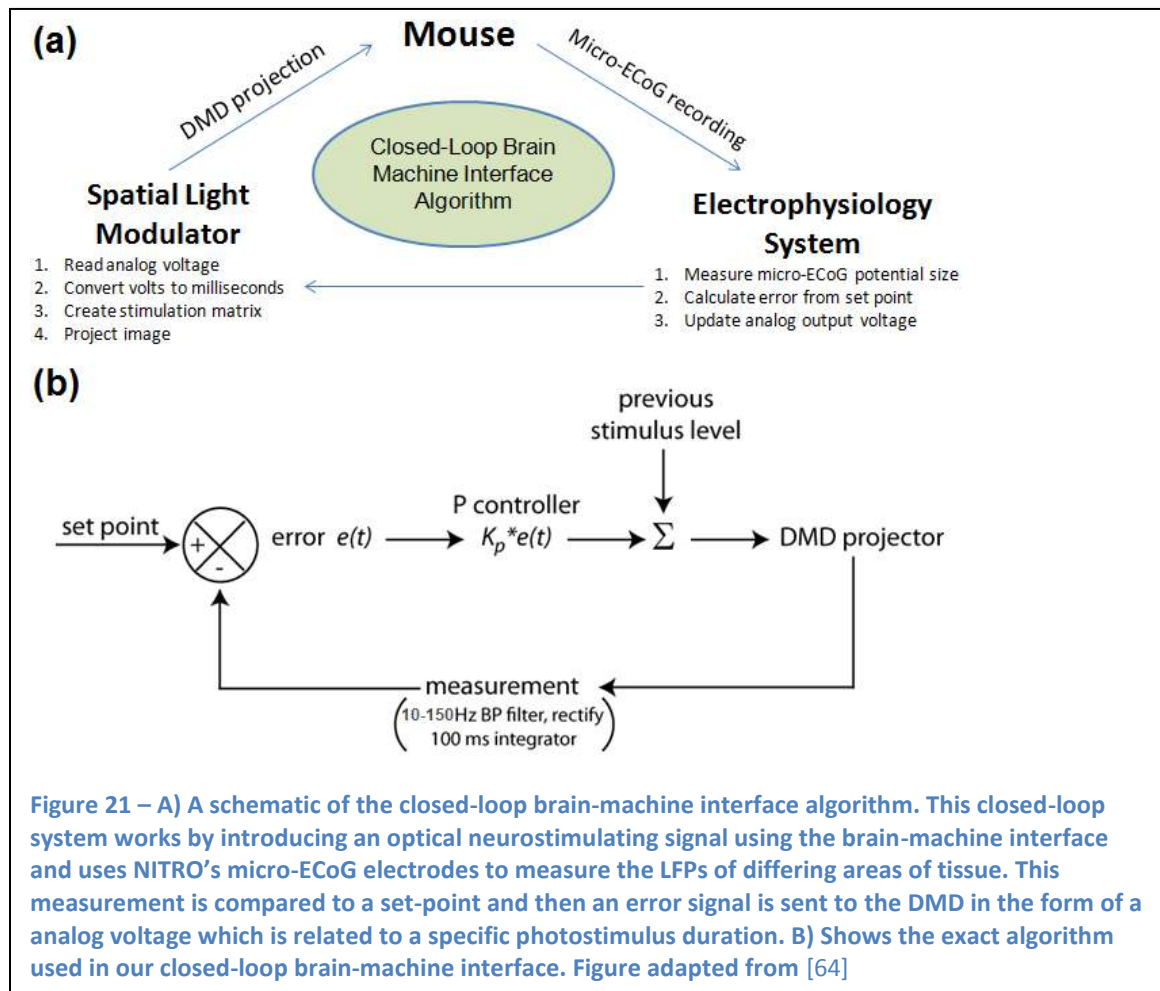 (a)
Mouse
DMD projection
Micro-ECoG recording
Closed-Loop Brain
Machine Interface
Algorithm
Spatial Light
Modulator
1. Read analog voltage
2. Convert volts to milliseconds
3. Create stimulation matrix
4. Project image
Electrophysiology
System
1. Measure micro-ECoG potential size
2. Calculate error from set point
3. Update analog output voltage
(b)
previous
stimulus level
set point
+
-
error e(t)
P controller
Kp*e(t)
Σ
DMD projector
measurement
(10-150Hz BP filter, rectify
100 ms integrator)
Figure 21 – A) A schematic of the closed-loop brain-machine interface algorithm. This closed-loop
system works by introducing an optical neurostimulating signal using the brain-machine interface
and uses NITRO's micro-ECoG electrodes to measure the LFPs of differing areas of tissue. This
measurement is compared to a set-point and then an error signal is sent to the DMD in the form of a
analog voltage which is related to a specific photostimulus duration. B) Shows the exact algorithm
used in our closed-loop brain-machine interface. Figure adapted from [64]